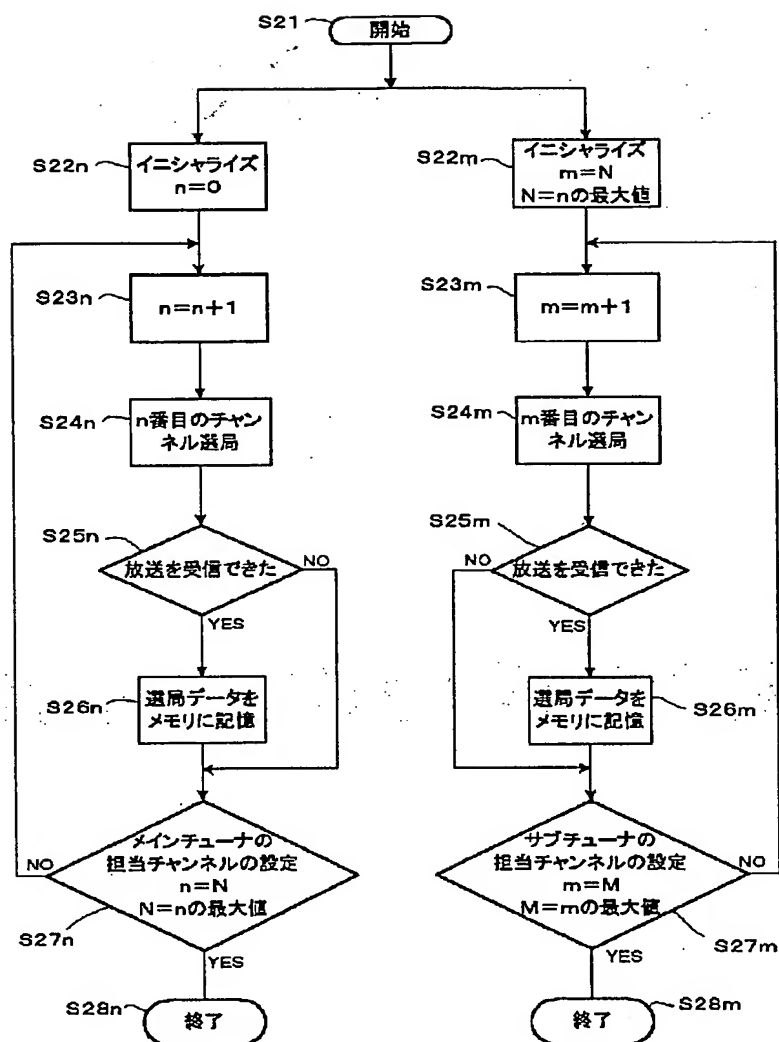 S21
開始
S22n
イニシャライズ
n=0
S22m
イニシャライズ
m=N
N=nの最大値
S23n
n=n+1
S23m
m=m+1
S24n
n番目のチャン
ネル選局
S24m
m番目のチャン
ネル選局
S25n
放送を受信できた
NO
YES
S25m
NO
放送を受信できた
YES
S26n
選局データを
メモリに記憶
選局データを
メモリに記憶
S26m
メインチューナの
担当チャンネルの設定
n=N
N=nの最大値
NO
S27n
YES
サブチューナの
担当チャンネルの設定
m=M
M=mの最大値
NO
S27m
YES
S28n
終了
S28m
終了